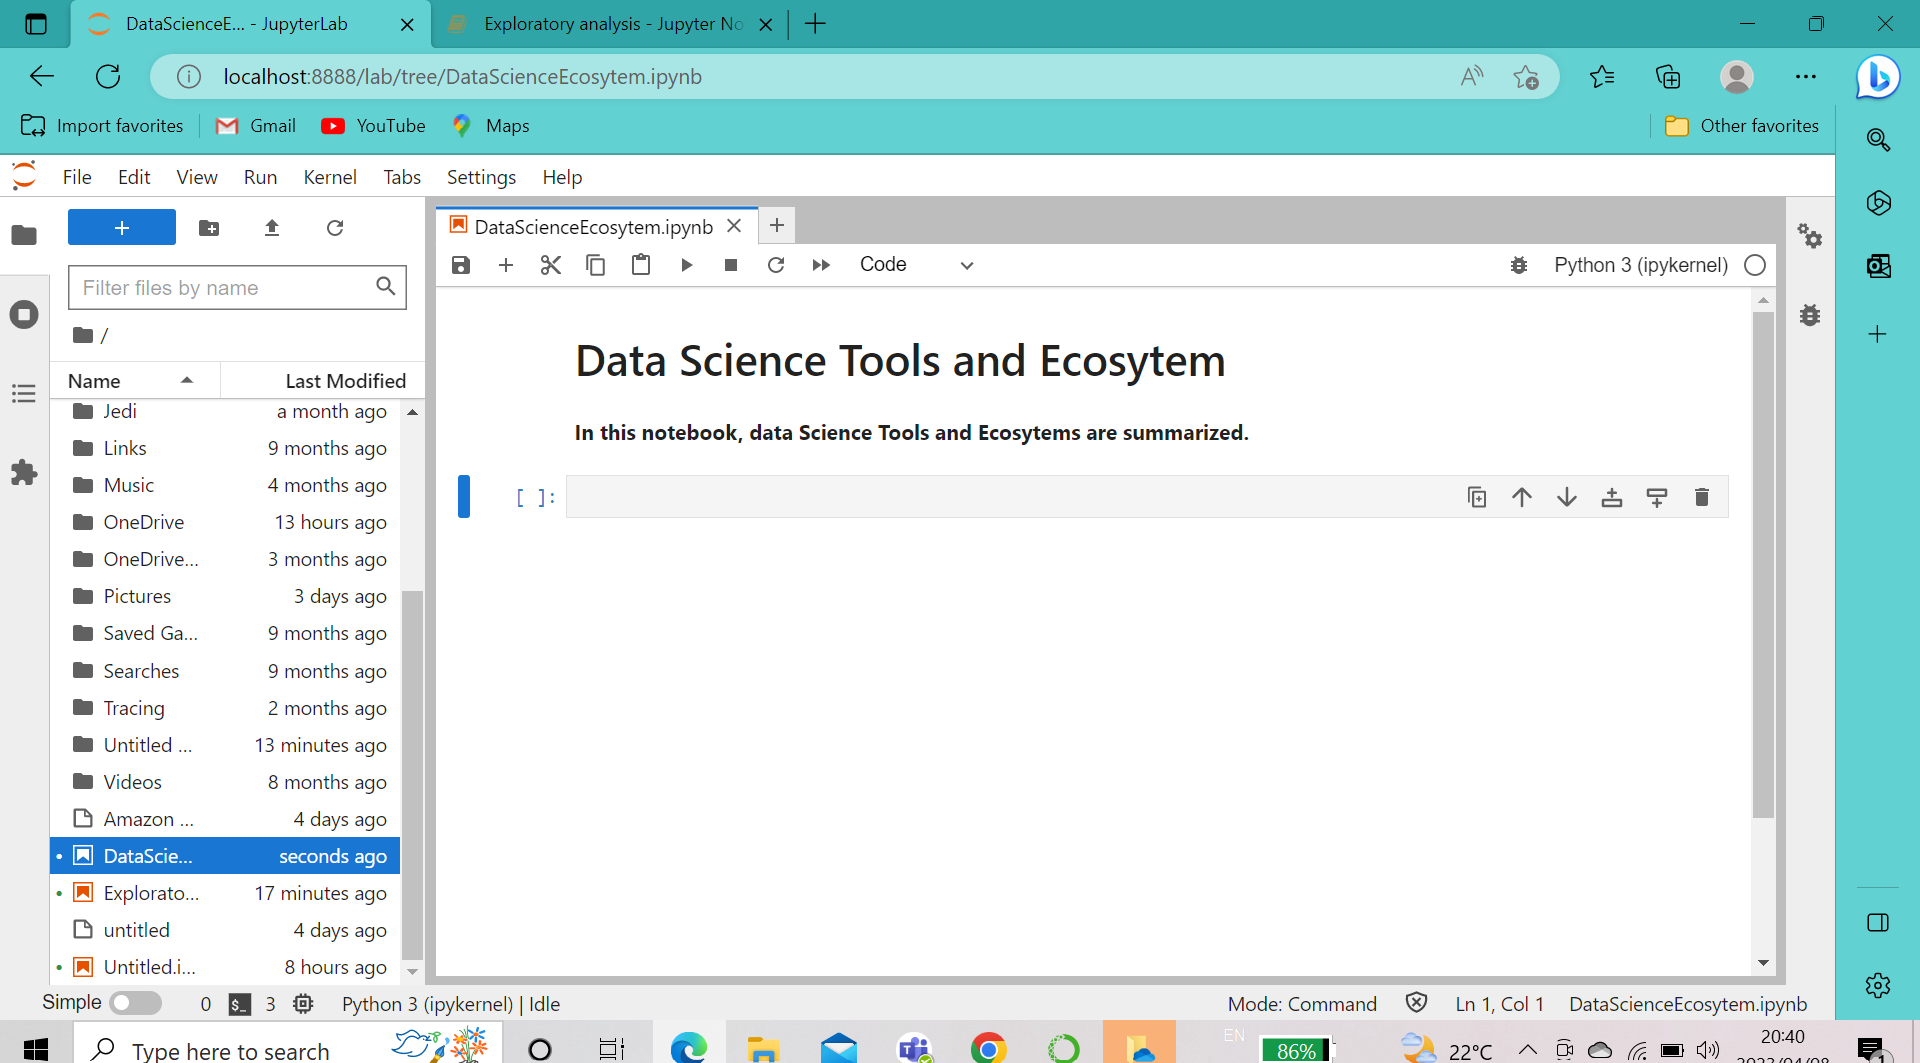 DataScienceE... - JupyterLab
Exploratory analysis - Jupyter No
localhost:8888/lab/tree/DataScienceEcosytem.ipynb
Import favorites
Gmail
YouTube
Maps
Other favorites
File Edit View Run Kernel Tabs Settings Help
DataScienceEcosytem.ipynb
Code
Python 3 (ipykernel)
Filter files by name
/
Name Last Modified
Jedi a month ago
Links 9 months ago
Music 4 months ago
OneDrive 13 hours ago
OneDrive... 3 months ago
Pictures 3 days ago
Saved Ga... 9 months ago
Searches 9 months ago
Tracing 2 months ago
Untitled ... 13 minutes ago
Videos 8 months ago
Amazon ... 4 days ago
DataScie... seconds ago
Explorato... 17 minutes ago
untitled 4 days ago
Untitled.i... 8 hours ago
Data Science Tools and Ecosytem
In this notebook, data Science Tools and Ecosytems are summarized.
[ ]:
Simple 0 $_ 3 Python 3 (ipykernel) | Idle
Mode: Command Ln 1, Col 1 DataScienceEcosytem.ipynb
Type here to search
EN
86%
22°C
20:40
1